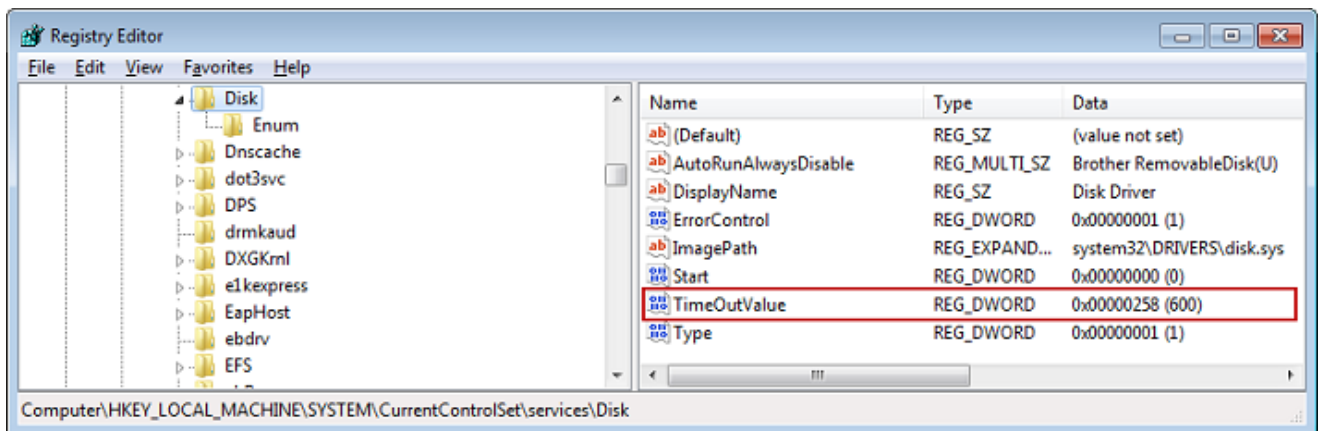 Registry Editor
File Edit View Favorites Help
Disk
Enum
Dnscache
dot3svc
DPS
drmkaud
DXGKrnl
e1kexpress
EapHost
ebdrv
EFS
Name Type Data
(Default) REG_SZ (value not set)
AutoRunAlwaysDisable REG_MULTI_SZ Brother RemovableDisk(U)
DisplayName REG_SZ Disk Driver
ErrorControl REG_DWORD 0x00000001 (1)
ImagePath REG_EXPAND... system32\DRIVERS\disk.sys
Start REG_DWORD 0x00000000 (0)
TimeOutValue REG_DWORD 0x00000258 (600)
Type REG_DWORD 0x00000001 (1)
Computer\HKEY_LOCAL_MACHINE\SYSTEM\CurrentControlSet\services\Disk